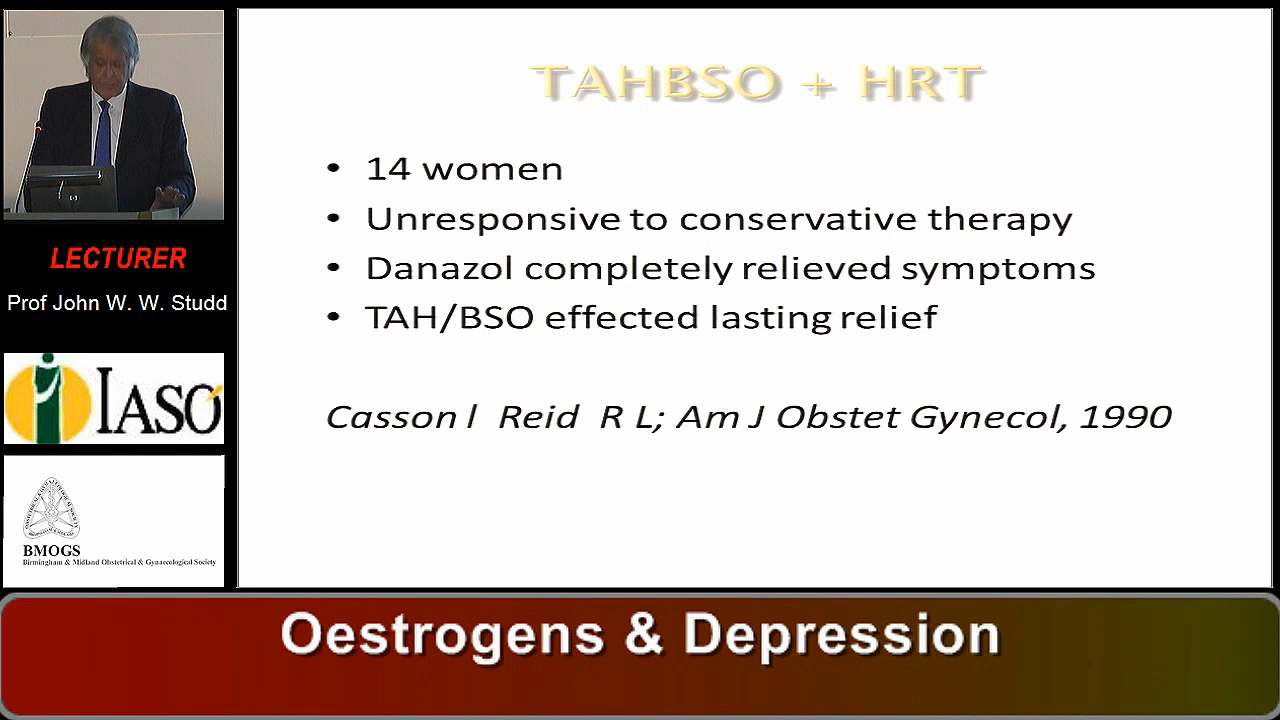 TAHBSO + HRT
• 14 women
• Unresponsive to conservative therapy
• Danazol completely relieved symptoms
• TAH/BSO effected lasting relief
Casson l Reid R L; Am J Obstet Gynecol, 1990
LECTURER
Prof John W. W. Studd
IASO
BMOGS
Birmingham & Midland Obstetrical & Gynaecological Society
Oestrogens & Depression